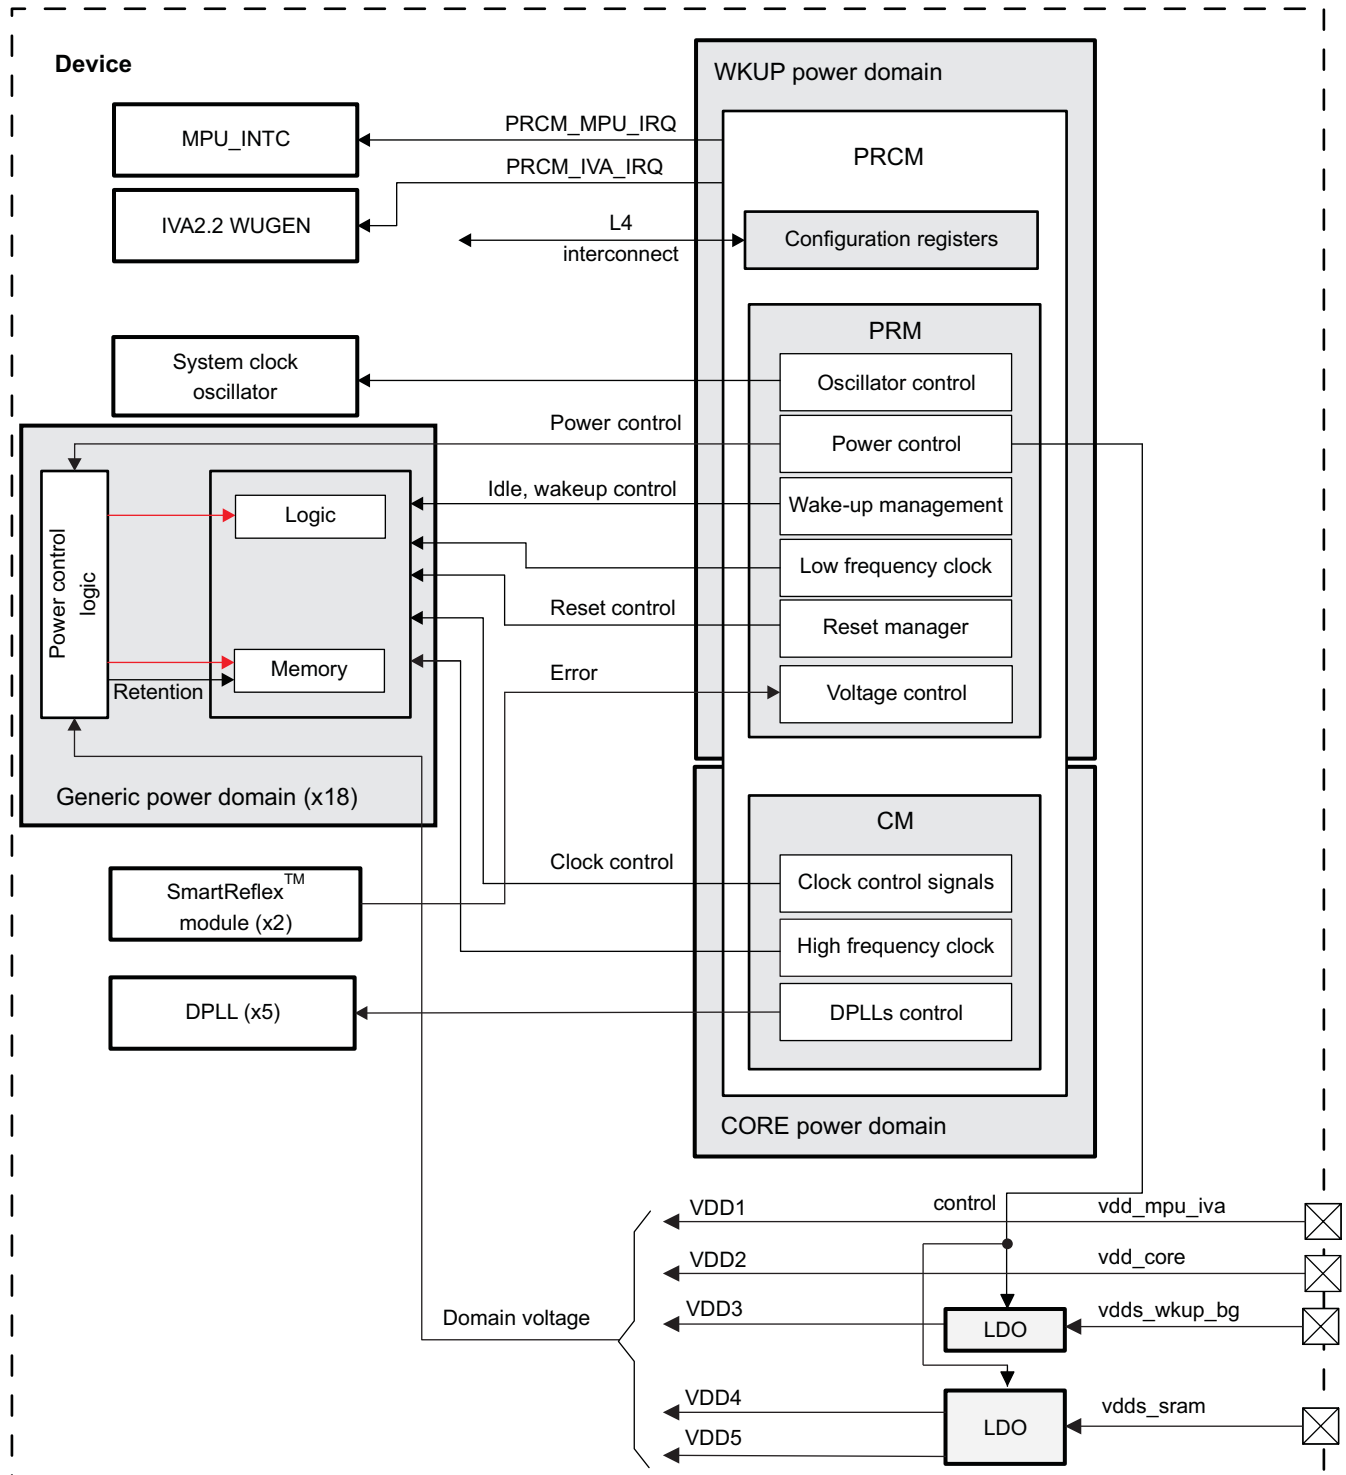 Device
WKUP power domain
MPU_INTC
PRCM_MPU_IRQ
PRCM
PRCM_IVA_IRQ
IVA2.2 WUGEN
L4
interconnect
Configuration registers
PRM
System clock
oscillator
Oscillator control
Power control
Power control
Idle, wakeup control
Wake-up management
Logic
Low frequency clock
Power control
logic
Reset control
Reset manager
Memory
Retention
Error
Voltage control
Generic power domain (x18)
CM
Clock control
Clock control signals
SmartReflex™
module (x2)
High frequency clock
DPLL (x5)
DPLLs control
CORE power domain
VDD1
control
vdd_mpu_iva
VDD2
vdd_core
Domain voltage
VDD3
LDO
vdds_wkup_bg
VDD4
LDO
vdds_sram
VDD5